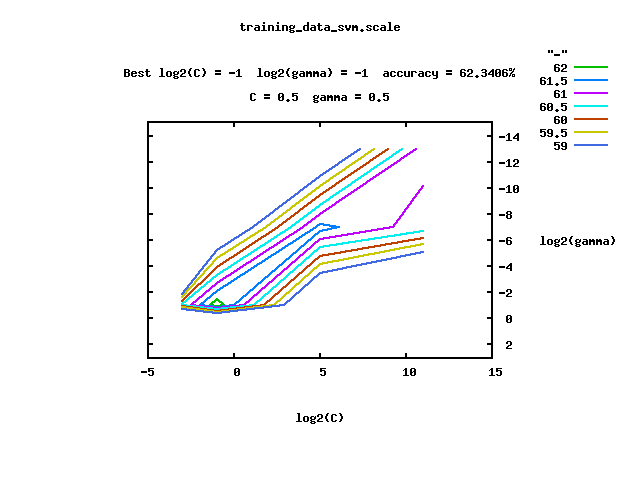 training_data_svm.scale
Best log2(C) = -1  log2(gamma) = -1  accuracy = 62.3406%
C = 0.5  gamma = 0.5
"-"
62
61.5
61
60.5
60
59.5
59
-14
-12
-10
-8
-6
-4
-2
0
2
log2(gamma)
-5 0 5 10 15
log2(C)